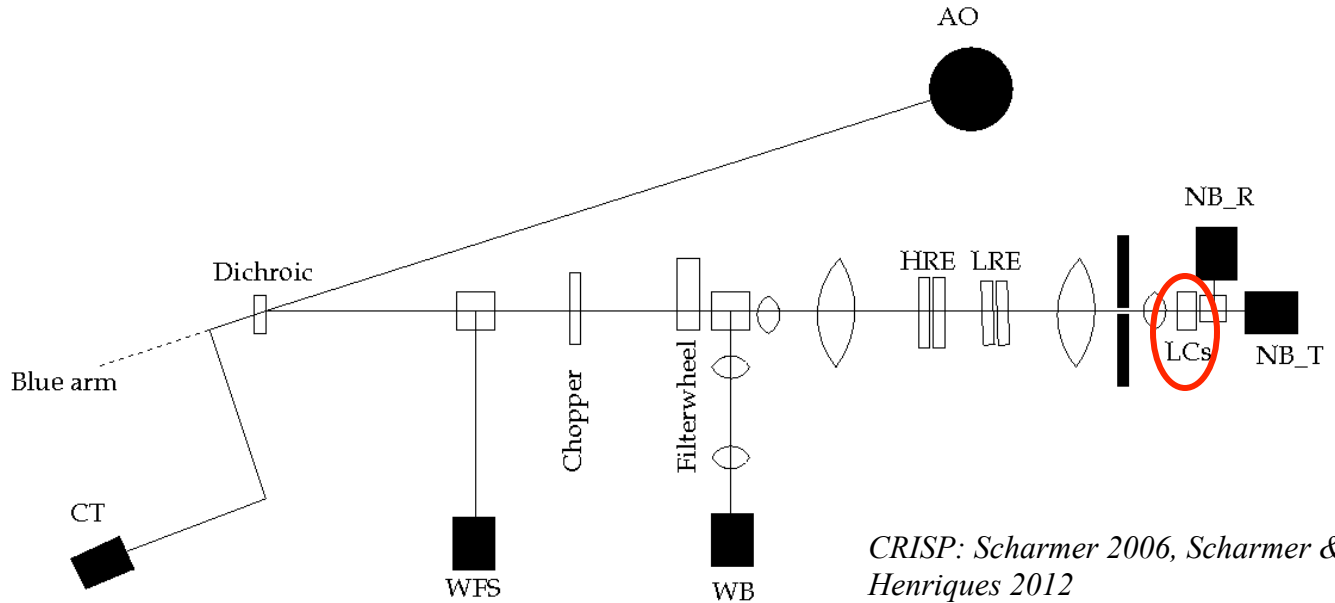 AO
NB_R
Dichroic
HRE
LRE
LCs
NB_T
Blue arm
Chopper
Filterwheel
CT
WFS
WB
CRISP: Scharmer 2006, Scharmer &
Henriques 2012